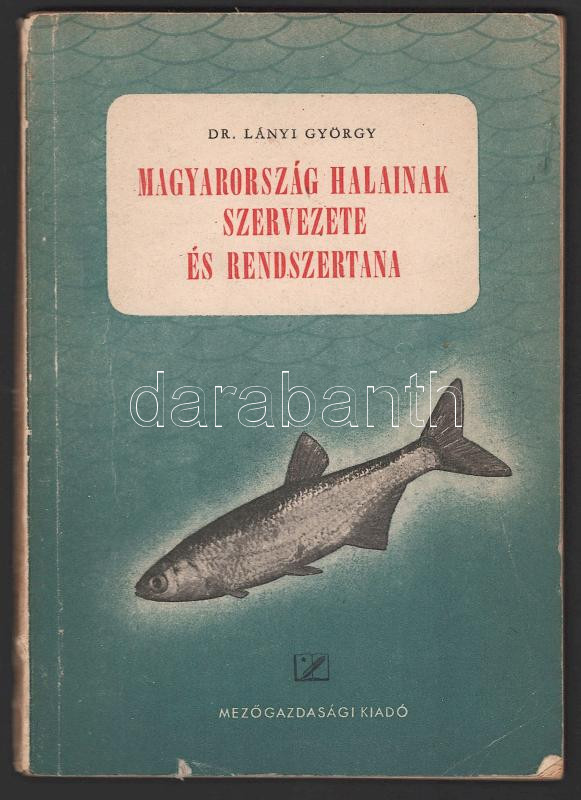 DR. LÁNYI GYÖRGY
MAGYARORSZÁG HALAINAK
SZERVEZETE
ÉS RENDSZERTANA
darabanth
MEZŐGAZDASÁGI KIADÓ